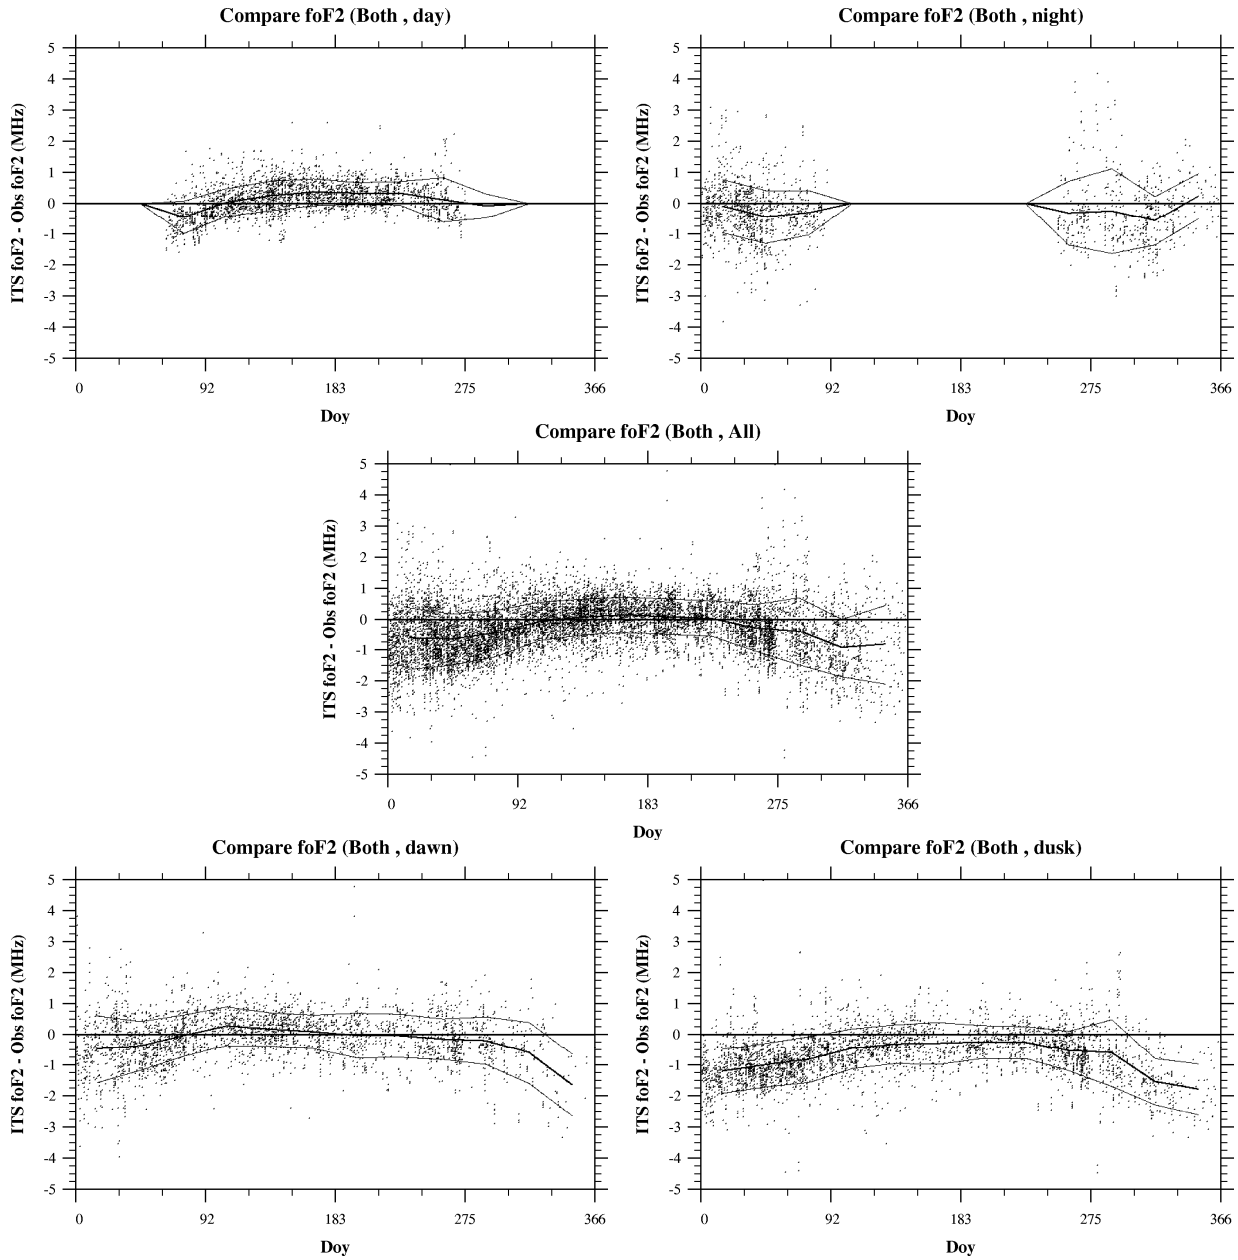 Compare foF2 (Both , day)
5
4
3
2
1
0
-1
-2
-3
-4
-5
ITS foF2 - Obs foF2 (MHz)
0 92 183 275 366
Doy
Compare foF2 (Both , night)
5
4
3
2
1
0
-1
-2
-3
-4
-5
ITS foF2 - Obs foF2 (MHz)
0 92 183 275 366
Doy
Compare foF2 (Both , All)
5
4
3
2
1
0
-1
-2
-3
-4
-5
ITS foF2 - Obs foF2 (MHz)
0 92 183 275 366
Doy
Compare foF2 (Both , dawn)
5
4
3
2
1
0
-1
-2
-3
-4
-5
ITS foF2 - Obs foF2 (MHz)
0 92 183 275 366
Doy
Compare foF2 (Both , dusk)
5
4
3
2
1
0
-1
-2
-3
-4
-5
ITS foF2 - Obs foF2 (MHz)
0 92 183 275 366
Doy